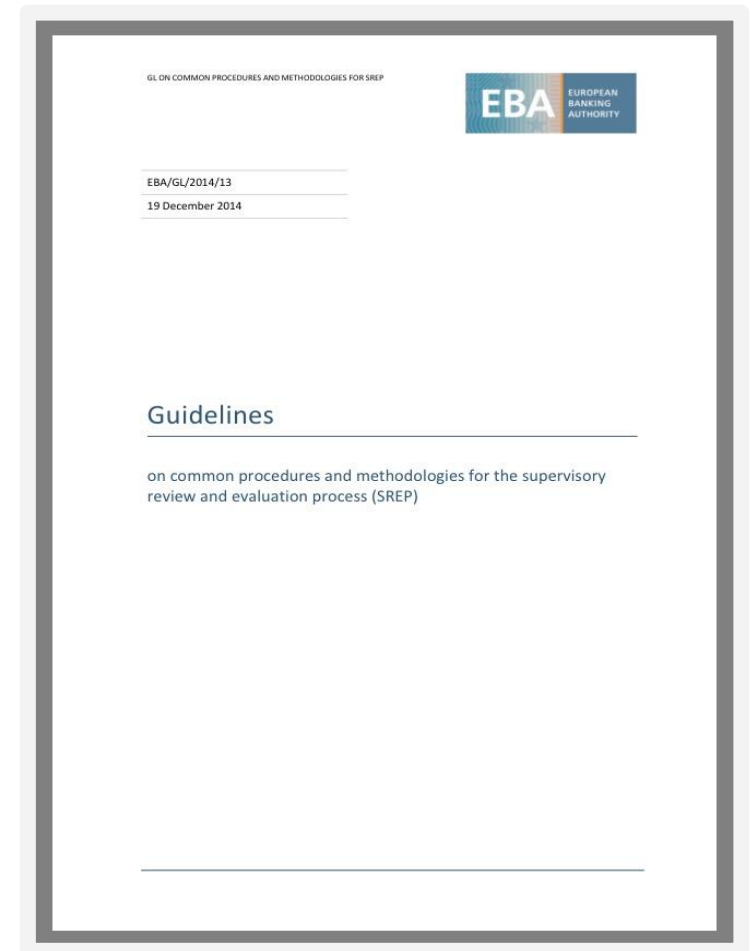 GL ON COMMON PROCEDURES AND METHODOLOGIES FOR SREP
EBA
EUROPEAN
BANKING
AUTHORITY
EBA/GL/2014/13
19 December 2014
Guidelines
on common procedures and methodologies for the supervisory
review and evaluation process (SREP)